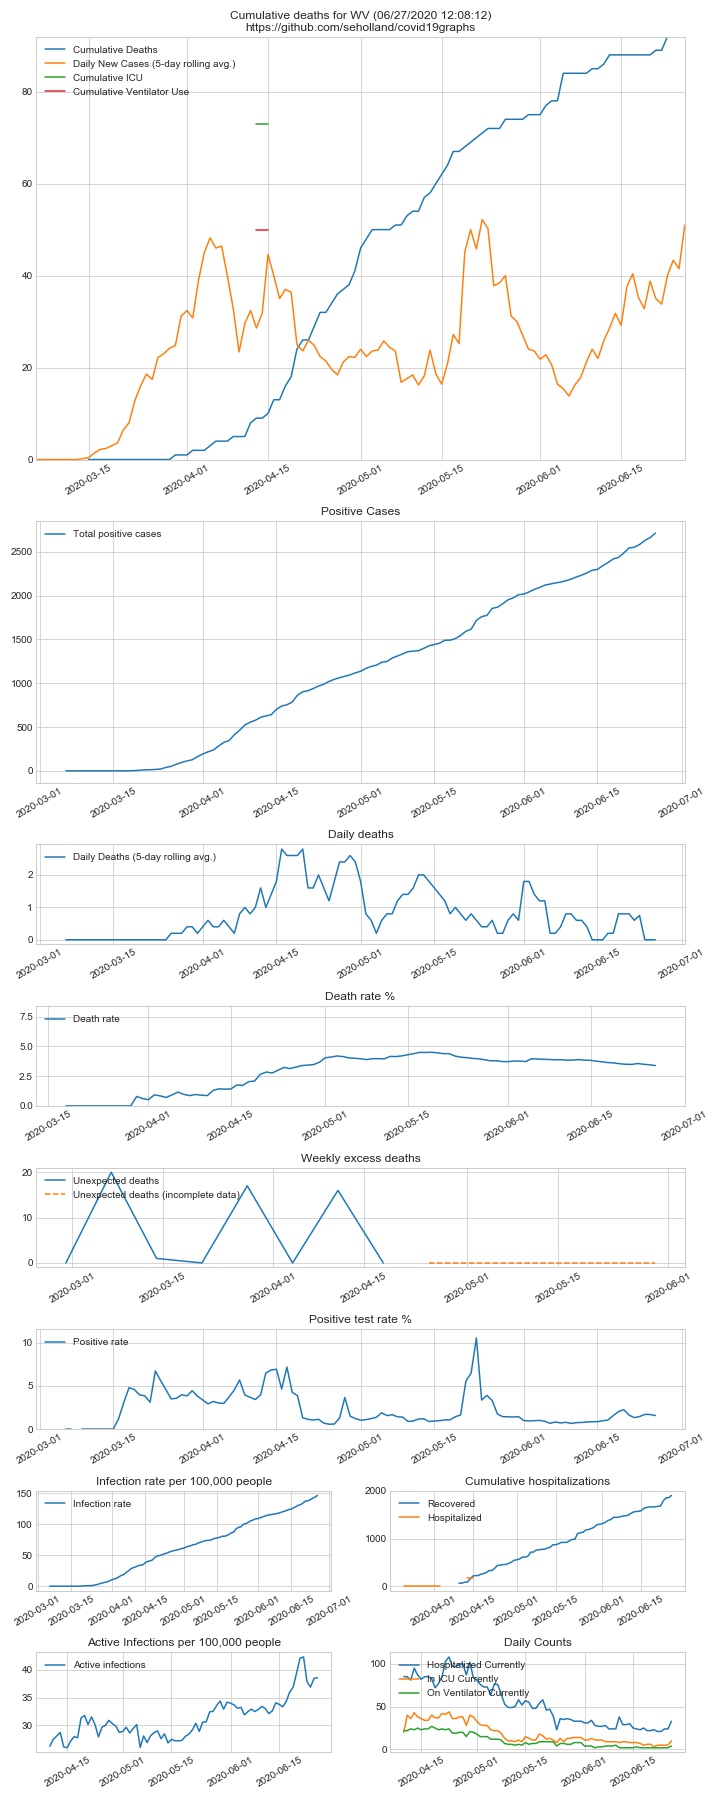 Cumulative deaths for WV (06/27/2020 12:08:12)
https://github.com/seholland/covid19graphs
Cumulative Deaths
Daily New Cases (5-day rolling avg.)
Cumulative ICU
Cumulative Ventilator Use
80
60
40
20
0
2020-03-15 2020-04-01 2020-04-15 2020-05-01 2020-05-15 2020-06-01 2020-06-15
Positive Cases
Total positive cases
2500
2000
1500
1000
500
0
2020-03-01 2020-03-15 2020-04-01 2020-04-15 2020-05-01 2020-05-15 2020-06-01 2020-06-15 2020-07-01
Daily deaths
Daily Deaths (5-day rolling avg.)
2
1
0
2020-03-01 2020-03-15 2020-04-01 2020-04-15 2020-05-01 2020-05-15 2020-06-01 2020-06-15 2020-07-01
Death rate %
Death rate
7.5
5.0
2.5
0.0
2020-03-15 2020-04-01 2020-04-15 2020-05-01 2020-05-15 2020-06-01 2020-06-15 2020-07-01
Weekly excess deaths
Unexpected deaths
Unexpected deaths (incomplete data)
20
10
0
2020-03-01 2020-03-15 2020-04-01 2020-04-15 2020-05-01 2020-05-15 2020-06-01
Positive test rate %
Positive rate
10
5
0
2020-03-01 2020-03-15 2020-04-01 2020-04-15 2020-05-01 2020-05-15 2020-06-01 2020-06-15 2020-07-01
Infection rate per 100,000 people
Infection rate
150
100
50
0
2020-03-01 2020-03-15 2020-04-01 2020-04-15 2020-05-01 2020-05-15 2020-06-01 2020-06-15 2020-07-01
Cumulative hospitalizations
Recovered
Hospitalized
2000
1000
0
2020-04-01 2020-04-15 2020-05-01 2020-05-15 2020-06-01 2020-06-15
Active Infections per 100,000 people
Active infections
40
35
30
2020-04-15 2020-05-01 2020-05-15 2020-06-01 2020-06-15
Daily Counts
Hospitalized Currently
In ICU Currently
On Ventilator Currently
100
50
0
2020-04-15 2020-05-01 2020-05-15 2020-06-01 2020-06-15